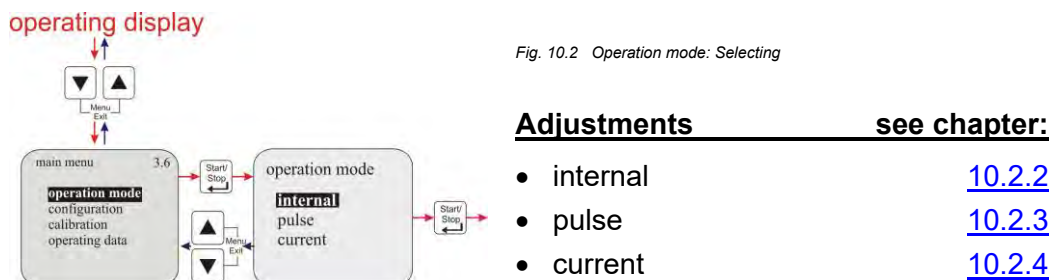 operating display
Menu
Exit
main menu 3.6
operation mode
configuration
calibration
operating data
Start/
Stop
operation mode
internal
pulse
current
Menu
Exit
Start/
Stop
Fig. 10.2 Operation mode: Selecting
Adjustments see chapter:
• internal 10.2.2
• pulse 10.2.3
• current 10.2.4